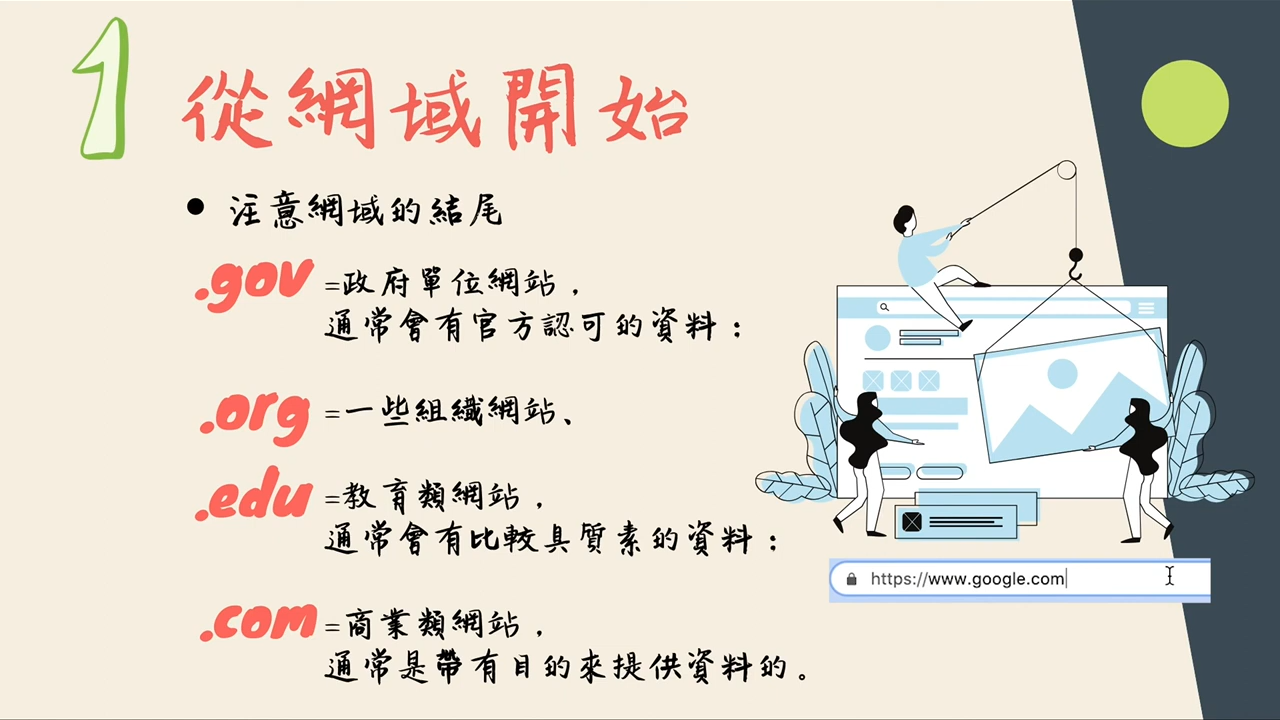 1 從網域開始
● 注意網域的結尾
.gov =政府單位網站，
通常會有官方認可的資料；
.org =一些組織網站、
.edu =教育類網站，
通常會有比較具質素的資料；
.com =商業類網站，
通常是帶有目的來提供資料的。
https://www.google.com